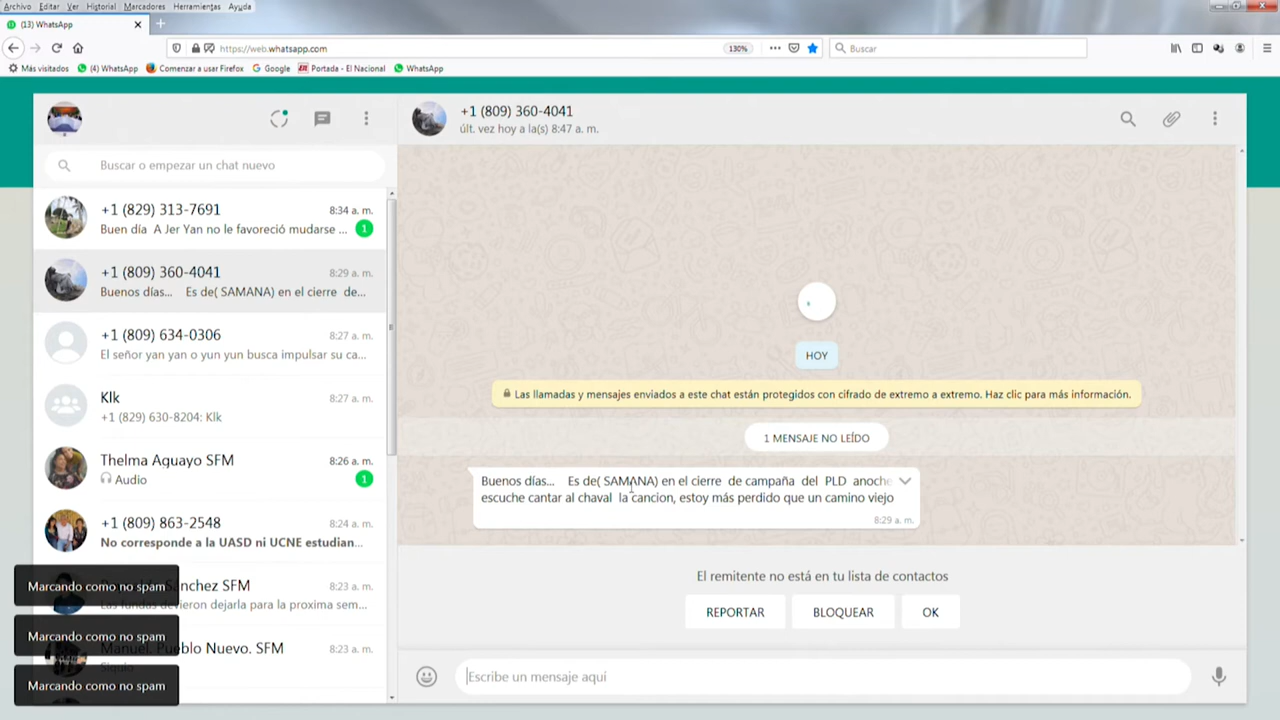 Archivo Editar Ver Historial Marcadores Herramientas Ayuda
(13) WhatsApp
https://web.whatsapp.com
130%
Buscar
Más visitados
(4) WhatsApp
Comenzar a usar Firefox
Google
Portada - El Nacional
WhatsApp
Buscar o empezar un chat nuevo
+1 (829) 313-7691
8:34 a. m.
Buen día A Jer Yan no le favoreció mudarse ...
1
+1 (809) 360-4041
8:29 a. m.
Buenos días... Es de( SAMANA) en el cierre de...
+1 (809) 634-0306
8:27 a. m.
El señor yan yan o yun yun busca impulsar su ca...
Klk
8:27 a. m.
+1 (829) 630-8204: Klk
Thelma Aguayo SFM
8:26 a. m.
Audio
1
+1 (809) 863-2548
8:24 a. m.
No corresponde a la UASD ni UCNE estudian...
Sánchez SFM
8:23 a. m.
Las fundas devieron dejarla para la proxima sem...
Manuel. Pueblo Nuevo. SFM
8:23 a. m.
Marcando como no spam
Marcando como no spam
Marcando como no spam
+1 (809) 360-4041
últ. vez hoy a la(s) 8:47 a. m.
HOY
Las llamadas y mensajes enviados a este chat están protegidos con cifrado de extremo a extremo. Haz clic para más información.
1 MENSAJE NO LEÍDO
Buenos días... Es de( SAMANA) en el cierre de campaña del PLD anoche
escuche cantar al chaval la cancion, estoy más perdido que un camino viejo
8:29 a. m.
El remitente no está en tu lista de contactos
REPORTAR
BLOQUEAR
OK
Escribe un mensaje aquí